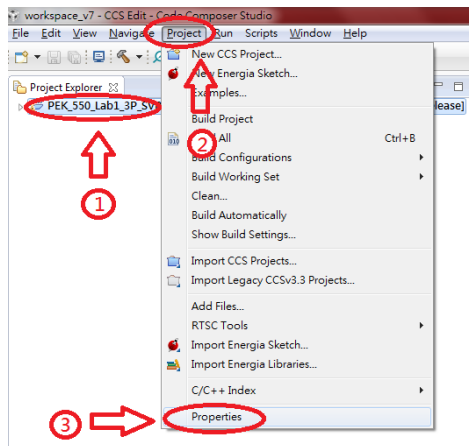 workspace_v7 - CCS Edit - Code Composer Studio
File Edit View Navigate Project Run Scripts Window Help
Project Explorer
PEK_550_Lab1_3P_SV
lease]
New CCS Project...
New Energia Sketch...
Examples...
Build Project
All Ctrl+B
Build Configurations
Build Working Set
Clean...
Build Automatically
Show Build Settings...
Import CCS Projects...
Import Legacy CCSv3.3 Projects...
Add Files...
RTSC Tools
Import Energia Sketch...
Import Energia Libraries...
C/C++ Index
Properties
1
2
3